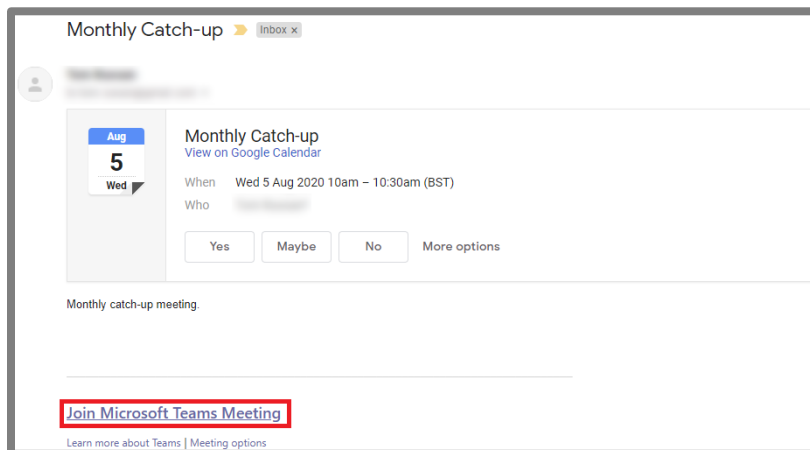 Monthly Catch-up Inbox x
Aug
5
Wed
Monthly Catch-up
View on Google Calendar
When Wed 5 Aug 2020 10am – 10:30am (BST)
Who
Yes Maybe No More options
Monthly catch-up meeting.
Join Microsoft Teams Meeting
Learn more about Teams | Meeting options